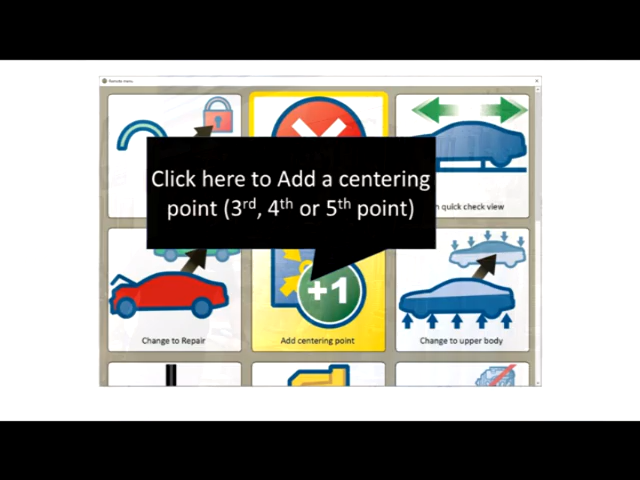 Remote menu
Click here to Add a centering
point (3rd, 4th or 5th point)
quick check view
+1
Change to Repair
Add centering point
Change to upper body